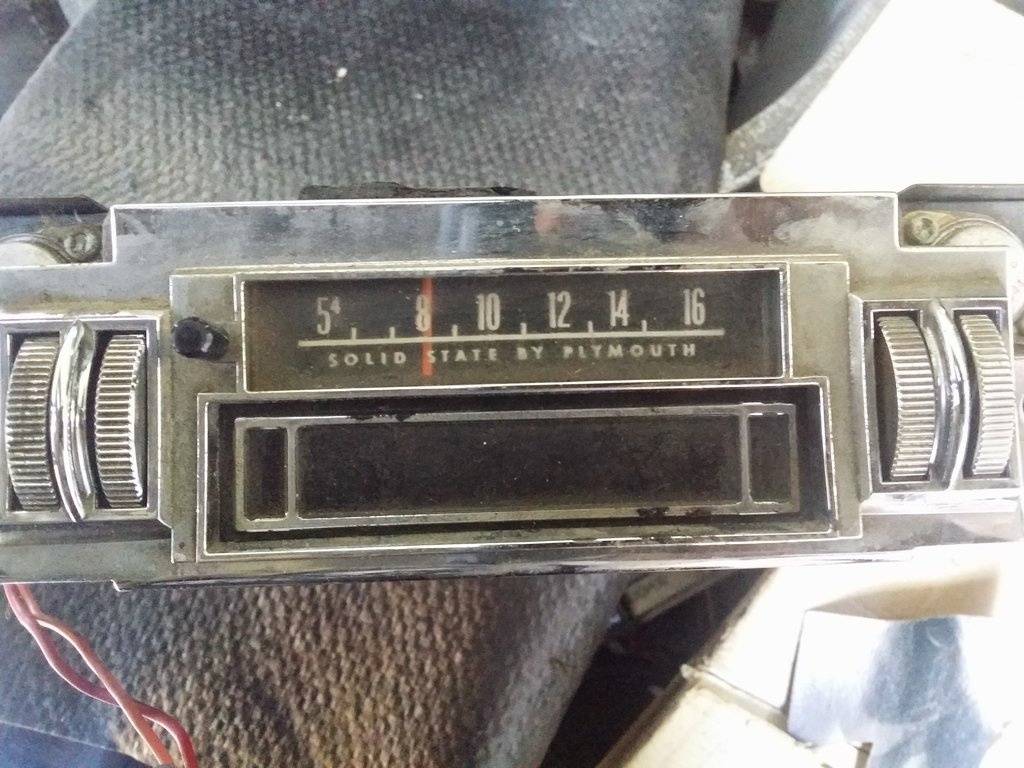 5⁴ 8 10 12 14 16
SOLID STATE BY PLYMOUTH